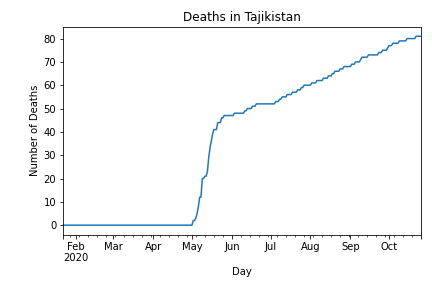 Deaths in Tajikistan
Number of Deaths
80
70
60
50
40
30
20
10
0
Feb Mar Apr May Jun Jul Aug Sep Oct
2020
Day